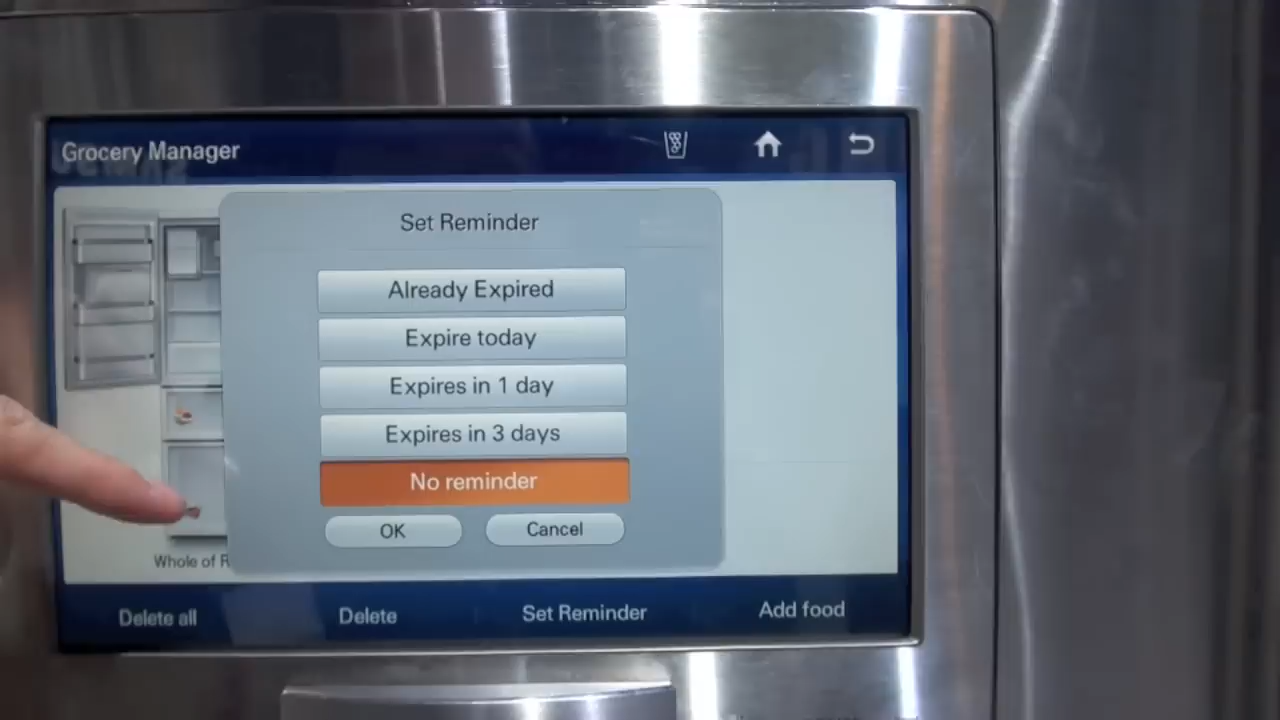 Grocery Manager
Set Reminder
Already Expired
Expire today
Expires in 1 day
Expires in 3 days
No reminder
OK
Cancel
Whole of R
Delete all
Delete
Set Reminder
Add food